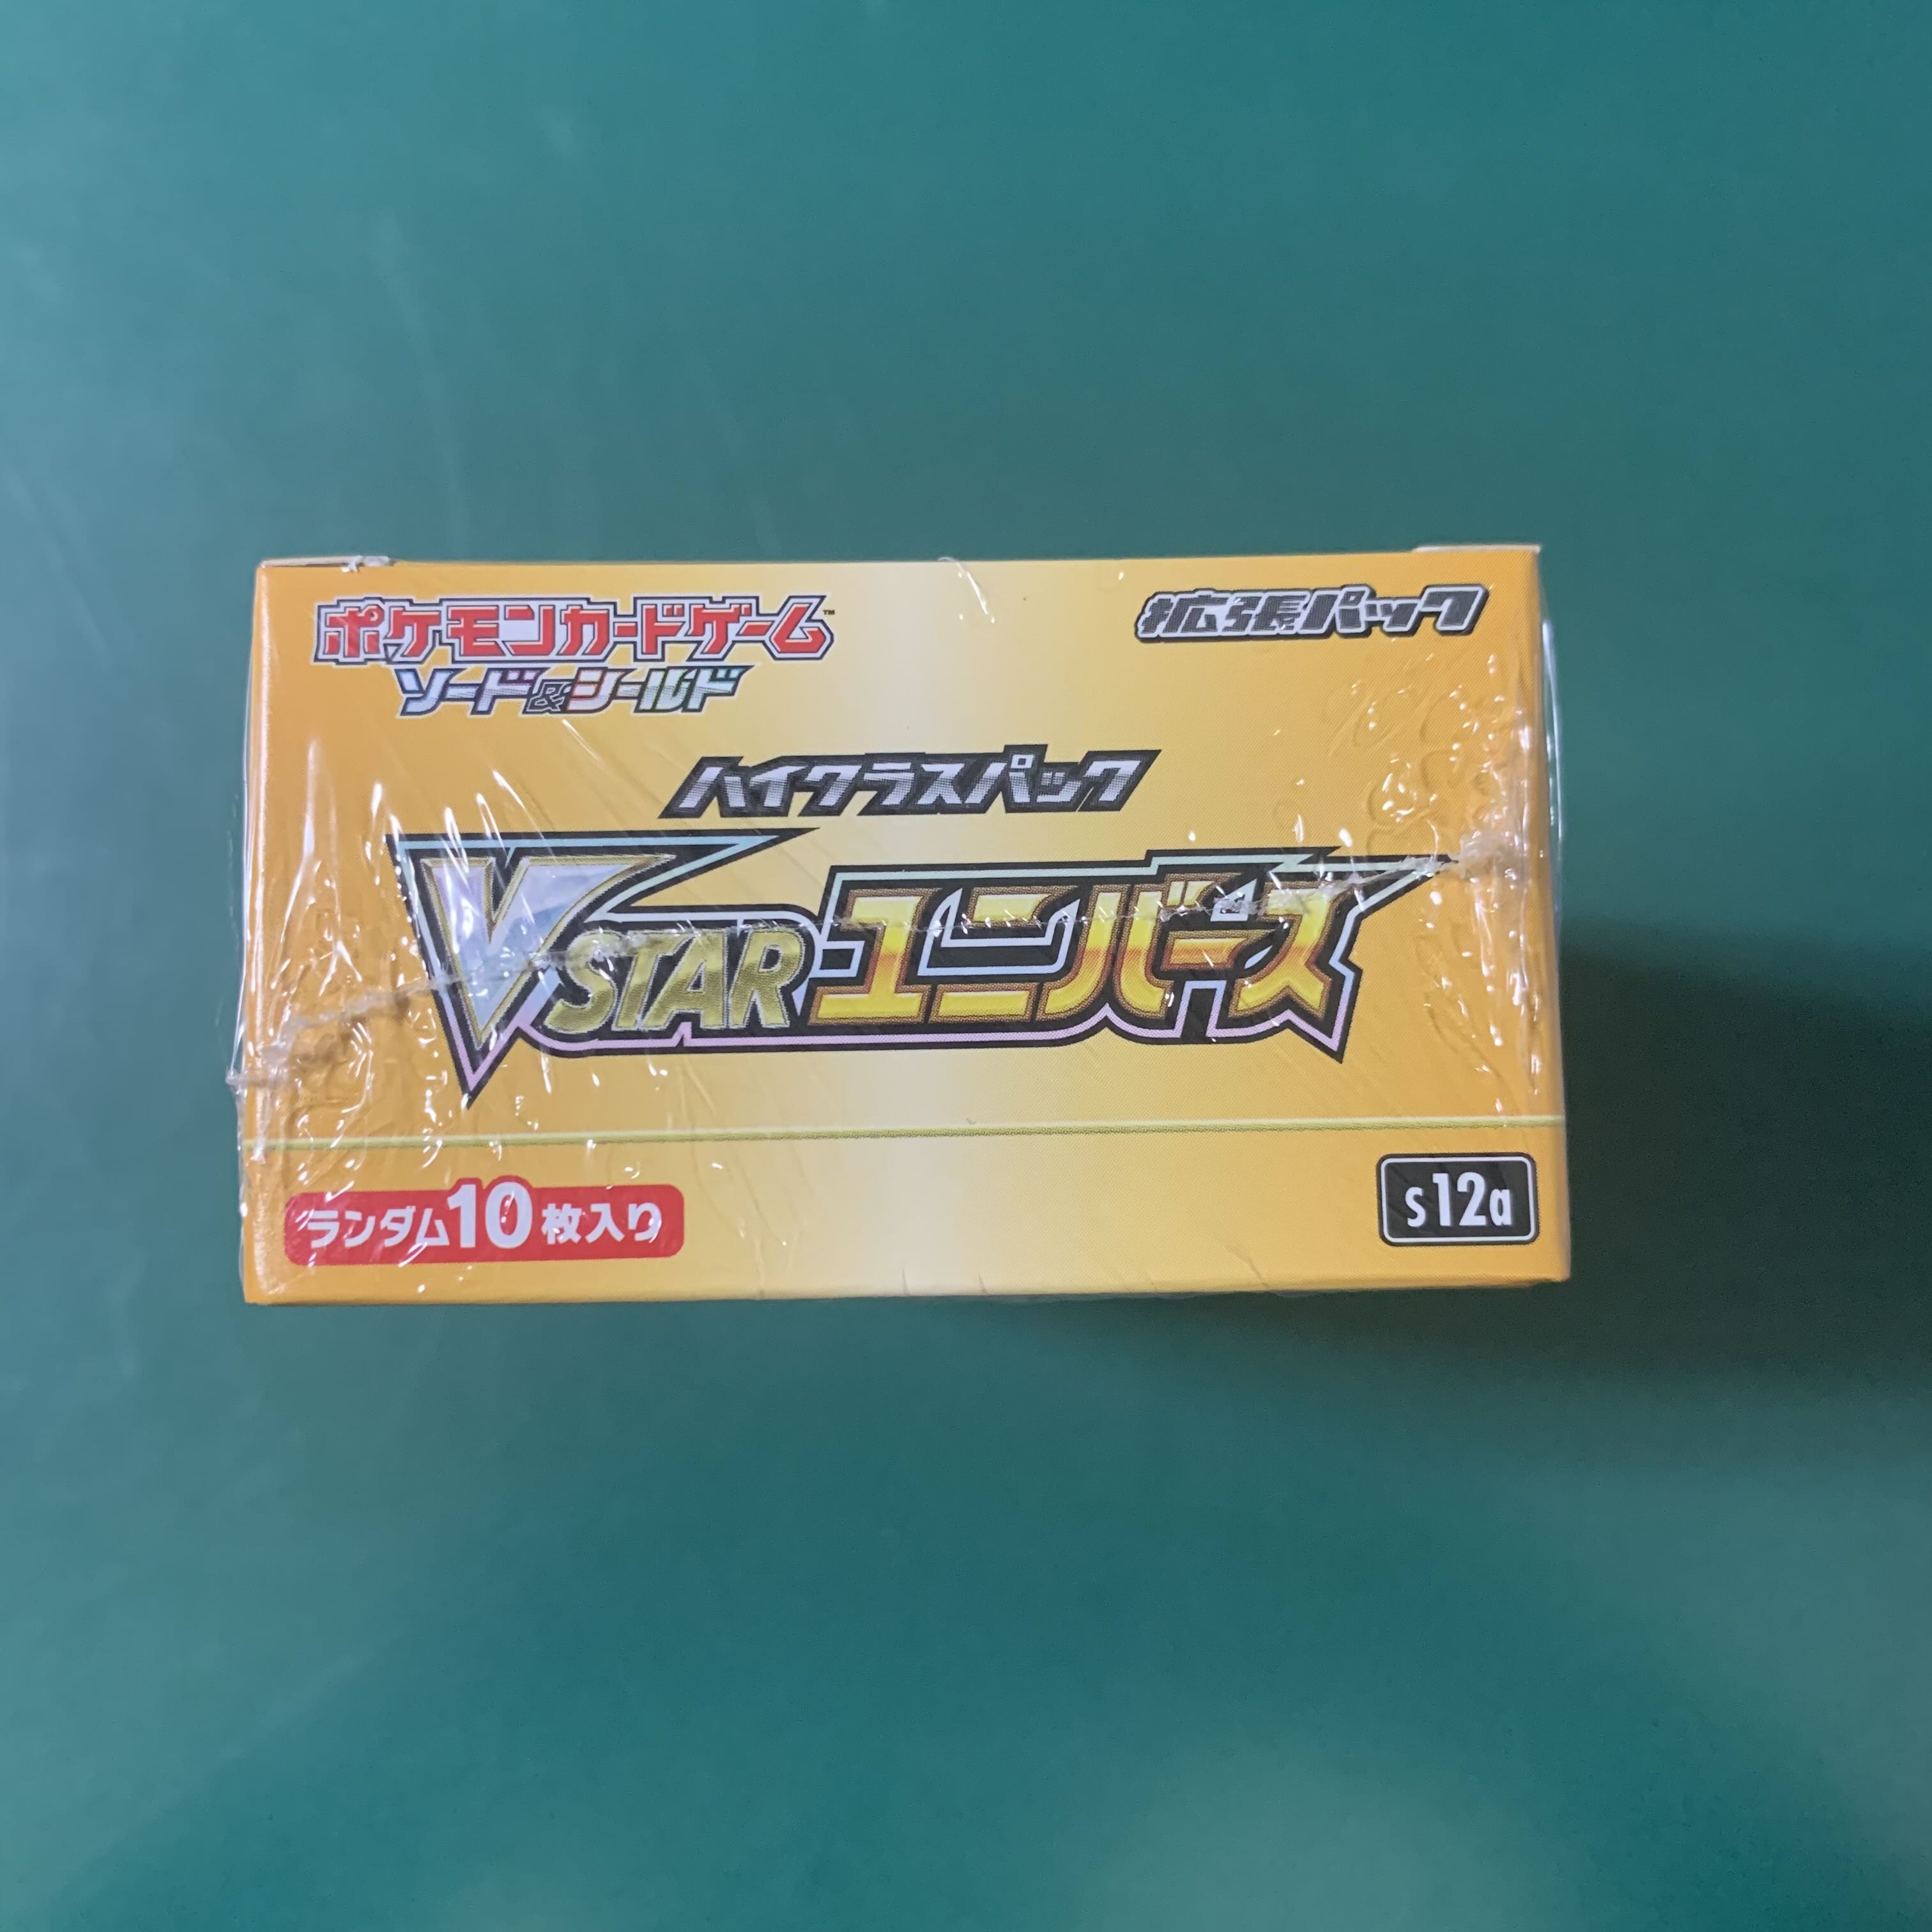 ポケモンカードゲーム™
ソード&シールド
拡張パック
ハイクラスパック
VSTARユニバース
ランダム10枚入り
s12a